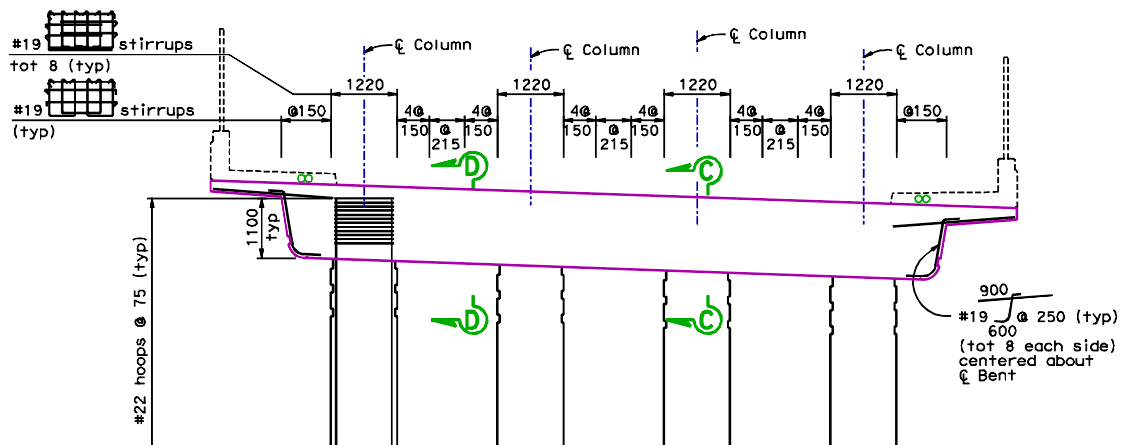 #19 stirrups
tot 8 (typ)
#19 stirrups
(typ)
℄ Column
℄ Column
℄ Column
℄ Column
1220
1220
1220
1220
@150
4@
150
@
215
4@
150
4@
150
@
215
4@
150
4@
150
@
215
4@
150
@150
D
C
8
8
1100
typ
#22 hoops @ 75 (typ)
D
C
900
#19 @ 250 (typ)
600
(tot 8 each side)
centered about
℄ Bent